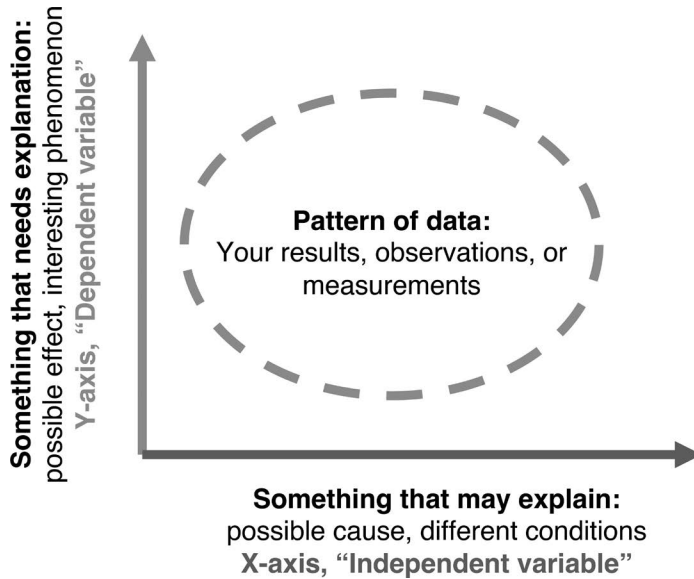 Something that needs explanation:
possible effect, interesting phenomenon
Y-axis, “Dependent variable”
Pattern of data:
Your results, observations, or
measurements
Something that may explain:
possible cause, different conditions
X-axis, “Independent variable”